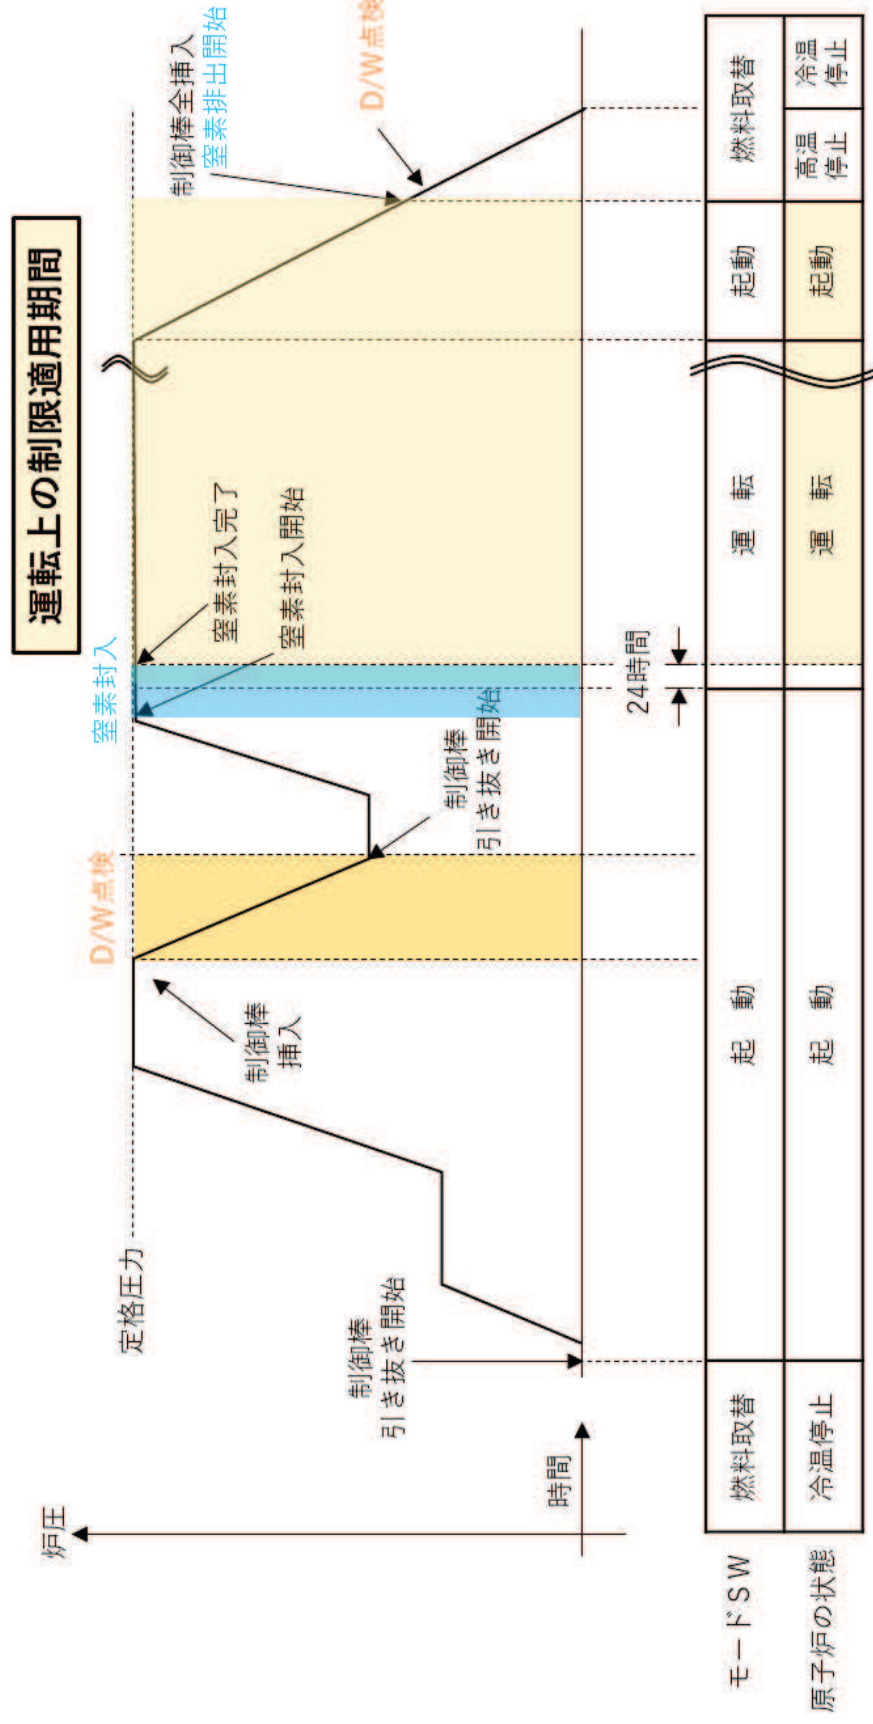 運転上の制限適用期間
炉圧
定格圧力
D/W点検
窒素封入
制御棒
挿入
窒素封入完了
窒素封入開始
制御棒全挿入
窒素排出開始
D/W点検
制御棒
引き抜き開始
制御棒
引き抜き開始
時間
24時間
モードSW
燃料取替
起 動
運 転
起動
燃料取替
原子炉の状態
冷温停止
起 動
運 転
起動
高温
停止
冷温
停止